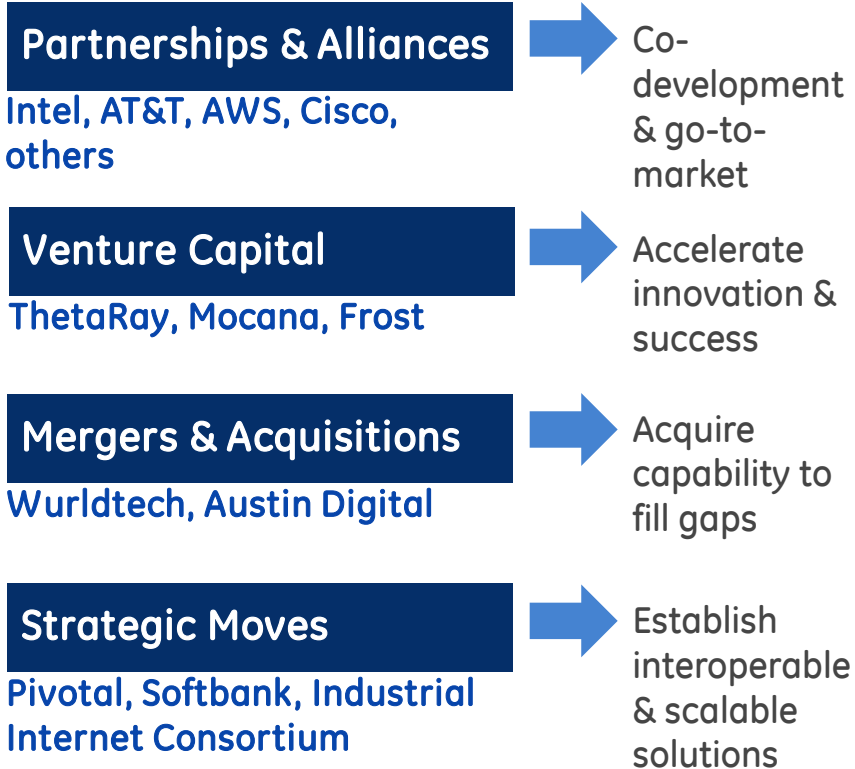 Partnerships & Alliances
Intel, AT&T, AWS, Cisco,
others
Co-
development
& go-to-
market
Venture Capital
ThetaRay, Mocana, Frost
Accelerate
innovation &
success
Mergers & Acquisitions
Wurldtech, Austin Digital
Acquire
capability to
fill gaps
Strategic Moves
Pivotal, Softbank, Industrial
Internet Consortium
Establish
interoperable
& scalable
solutions